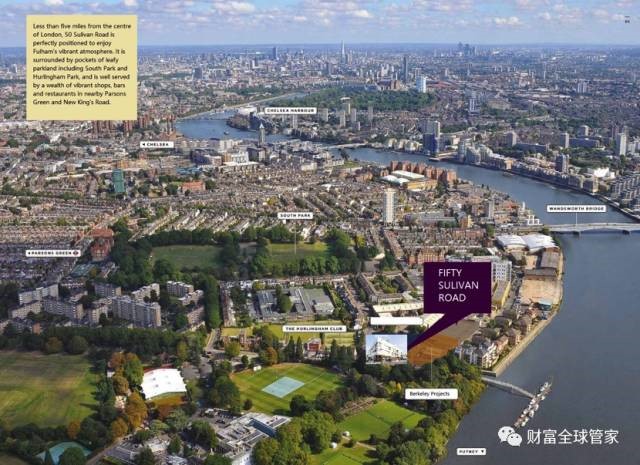 Less than five miles from the centre
of London, 50 Sulivan Road is
perfectly positioned to enjoy
Fulham's vibrant atmosphere. It is
surrounded by pockets of leafy
parkland including South Park and
Hurlingham Park, and is well served
by a wealth of vibrant shops, bars
and restaurants in nearby Parsons
Green and New King's Road.
CHELSEA HARBOUR
CHELSEA
SOUTH PARK
WANDSWORTH BRIDGE
PARSONS GREEN
FIFTY
SULIVAN
ROAD
THE HURLINGHAM CLUB
Berkeley Projects
PUTNEY
财富全球管家